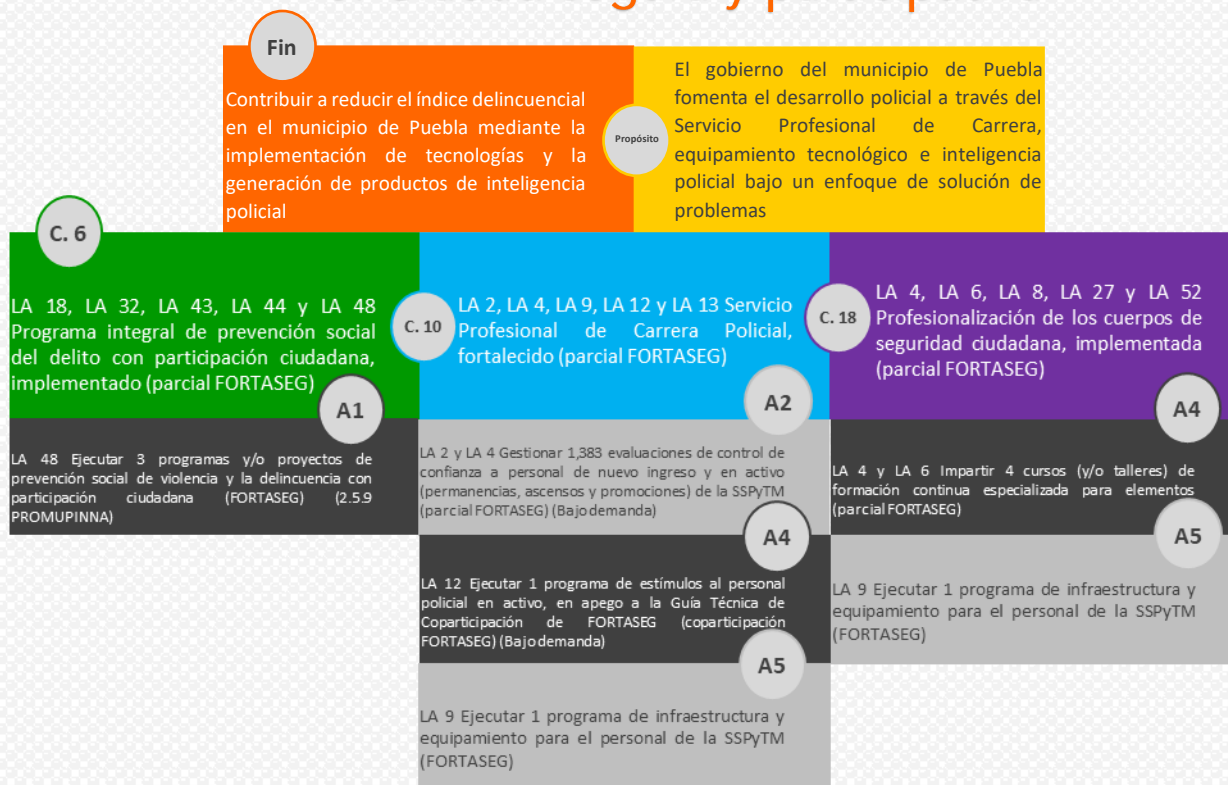 Fin
Contribuir a reducir el índice delincuencial
en el municipio de Puebla mediante la
implementación de tecnologías y la
generación de productos de inteligencia
policial
Propósito
El gobierno del municipio de Puebla
fomenta el desarrollo policial a través del
Servicio Profesional de Carrera,
equipamiento tecnológico e inteligencia
policial bajo un enfoque de solución de
problemas
C. 6
LA 18, LA 32, LA 43, LA 44 y LA 48
Programa integral de prevención social
del delito con participación ciudadana,
implementado (parcial FORTASEG)
A1
LA 48 Ejecutar 3 programas y/o proyectos de
prevención social de violencia y la delincuencia con
participación ciudadana (FORTASEG) (2.5.9
PROMUPINNA)
C. 10
LA 2, LA 4, LA 9, LA 12 y LA 13 Servicio
Profesional de Carrera Policial,
fortalecido (parcial FORTASEG)
A2
LA 2 y LA 4 Gestionar 1,383 evaluaciones de control de
confianza a personal de nuevo ingreso y en activo
(permanencias, ascensos y promociones) de la SSPyTM
(parcial FORTASEG) (Bajo demanda)
A4
LA 12 Ejecutar 1 programa de estímulos al personal
policial en activo, en apego a la Guía Técnica de
Coparticipación de FORTASEG (coparticipación
FORTASEG) (Bajo demanda)
A5
LA 9 Ejecutar 1 programa de infraestructura y
equipamiento para el personal de la SSPyTM
(FORTASEG)
C. 18
LA 4, LA 6, LA 8, LA 27 y LA 52
Profesionalización de los cuerpos de
seguridad ciudadana, implementada
(parcial FORTASEG)
A4
LA 4 y LA 6 Impartir 4 cursos (y/o talleres) de
formación continua especializada para elementos
(parcial FORTASEG)
A5
LA 9 Ejecutar 1 programa de infraestructura y
equipamiento para el personal de la SSPyTM
(FORTASEG)